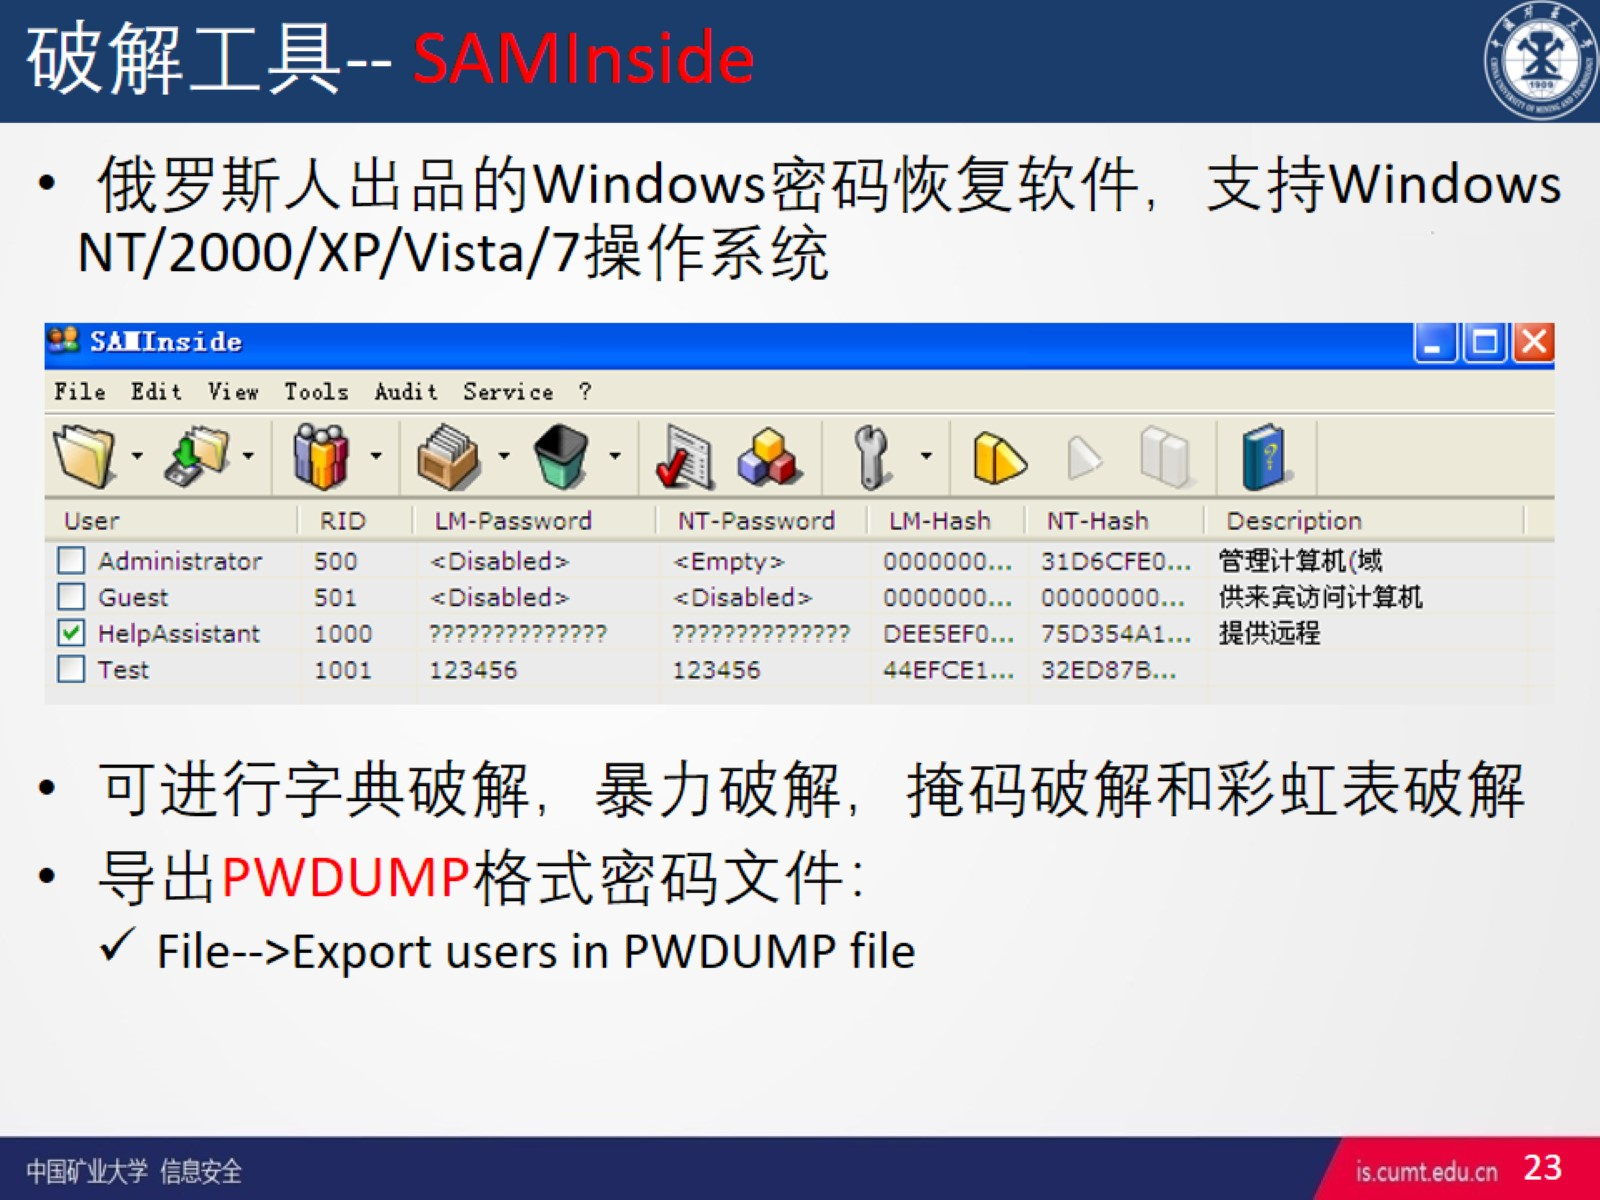 破解工具-- SAMInside
• 俄罗斯人出品的Windows密码恢复软件，支持Windows
NT/2000/XP/Vista/7操作系统
SAMInside
File Edit View Tools Audit Service ?
User RID LM-Password NT-Password LM-Hash NT-Hash Description
Administrator 500 <Disabled> <Empty> 0000000... 31D6CFE0... 管理计算机(域
Guest 501 <Disabled> <Disabled> 0000000... 00000000... 供来宾访问计算机
HelpAssistant 1000 ?????????????? ?????????????? DEE5EF0... 75D354A1... 提供远程
Test 1001 123456 123456 44EFCE1... 32ED87B...
• 可进行字典破解，暴力破解，掩码破解和彩虹表破解
• 导出PWDUMP格式密码文件：
✓ File-->Export users in PWDUMP file
中国矿业大学 信息安全
is.cumt.edu.cn 23